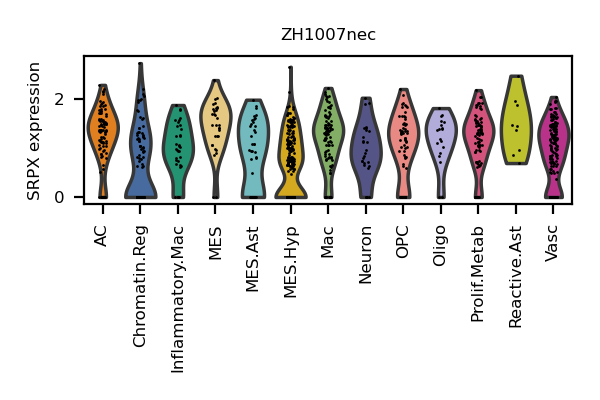 ZH1007nec
SRPX expression
2
0
AC
Chromatin.Reg
Inflammatory.Mac
MES
MES.Ast
MES.Hyp
Mac
Neuron
OPC
Oligo
Prolif.Metab
Reactive.Ast
Vasc